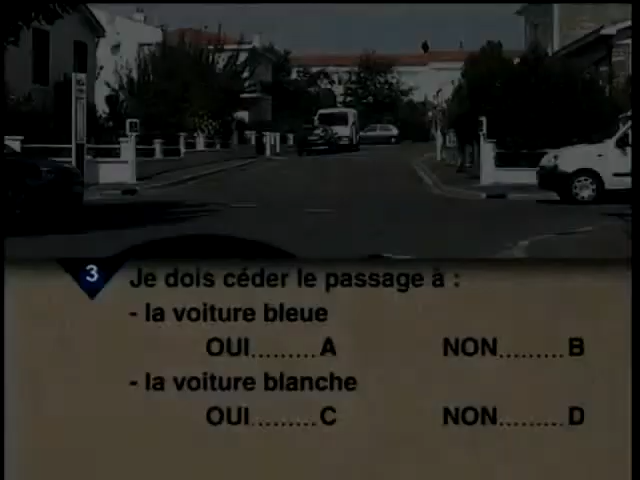 3 Je dois céder le passage à :
- la voiture bleue
OUI.........A NON.........B
- la voiture blanche
OUI.........C NON.........D